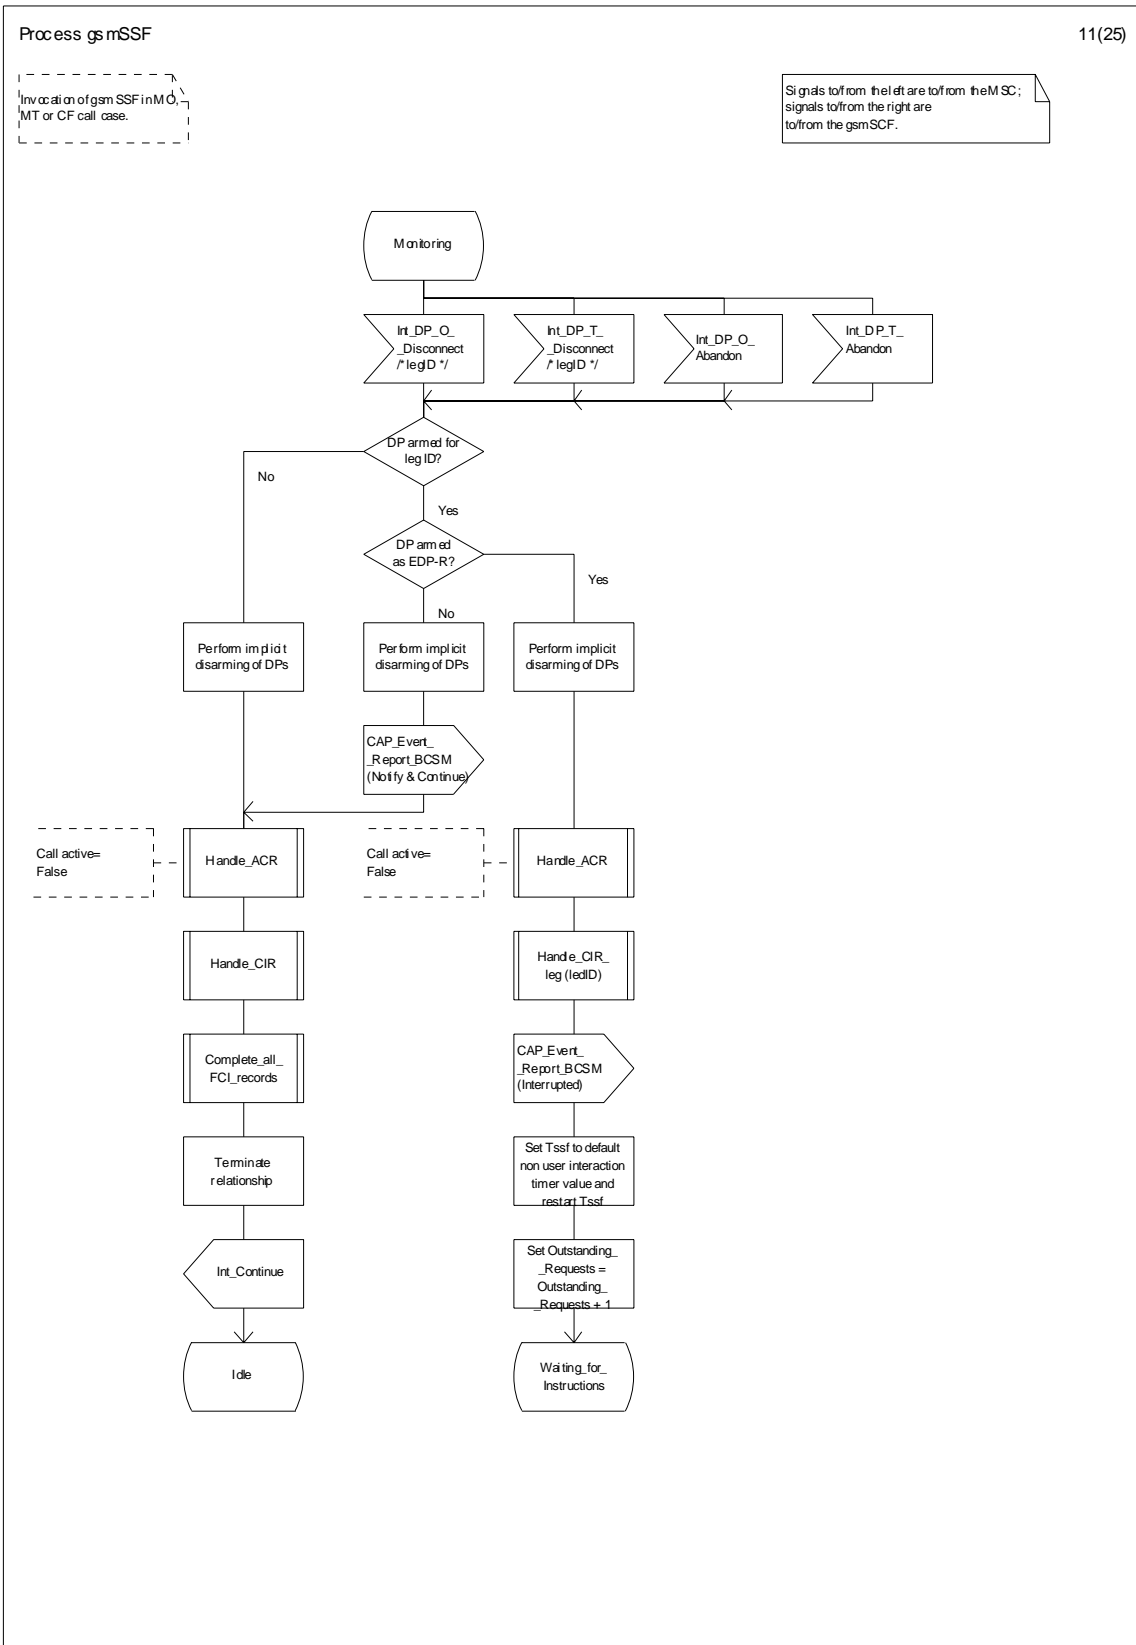 Process gsmSSF
11(25)
Invocation of gsmSSF in MO,
MT or CF call case.
Signals to/from the left are to/from the MSC;
signals to/from the right are
to/from the gsmSCF.
Monitoring
Int_DP_O_
_Disconnect
/* legID */
Int_DP_T_
_Disconnect
/* legID */
Int_DP_O_
Abandon
Int_DP_T_
Abandon
DP armed for
leg ID?
No
Yes
DP armed
as EDP-R?
Yes
No
Perform implicit
disarming of DPs
Perform implicit
disarming of DPs
Perform implicit
disarming of DPs
CAP_Event_
_Report_BCSM
(Notify & Continue)
Call active=
False
Handle_ACR
Call active=
False
Handle_ACR
Handle_CIR
Handle_CIR_
leg (ledID)
Complete_all_
FCI_records
CAP_Event_
_Report_BCSM
(Interrupted)
Terminate
relationship
Set Tssf to default
non user interaction
timer value and
restart Tssf
Int_Continue
Set Outstanding_
_Requests =
Outstanding_
_Requests + 1
Idle
Waiting_for_
Instructions